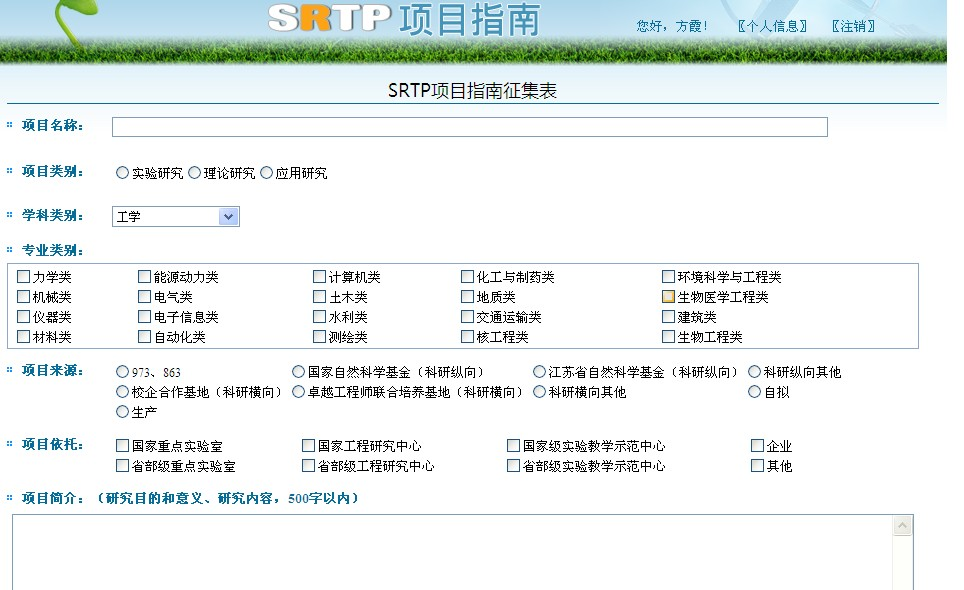 SRTP 项目指南
您好，方霞！ 〖个人信息〗 〖注销〗
SRTP项目指南征集表
项目名称：
项目类别： 实验研究 理论研究 应用研究
学科类别： 工学
专业类别：
力学类 能源动力类 计算机类 化工与制药类 环境科学与工程类
机械类 电气类 土木类 地质类 生物医学工程类
仪器类 电子信息类 水利类 交通运输类 建筑类
材料类 自动化类 测绘类 核工程类 生物工程类
项目来源： 973、863 国家自然科学基金（科研纵向） 江苏省自然科学基金（科研纵向） 科研纵向其他
校企合作基地（科研横向） 卓越工程师联合培养基地（科研横向） 科研横向其他 自拟
生产
项目依托： 国家重点实验室 国家工程研究中心 国家级实验教学示范中心 企业
省部级重点实验室 省部级工程研究中心 省部级实验教学示范中心 其他
项目简介：（研究目的和意义、研究内容，500字以内）